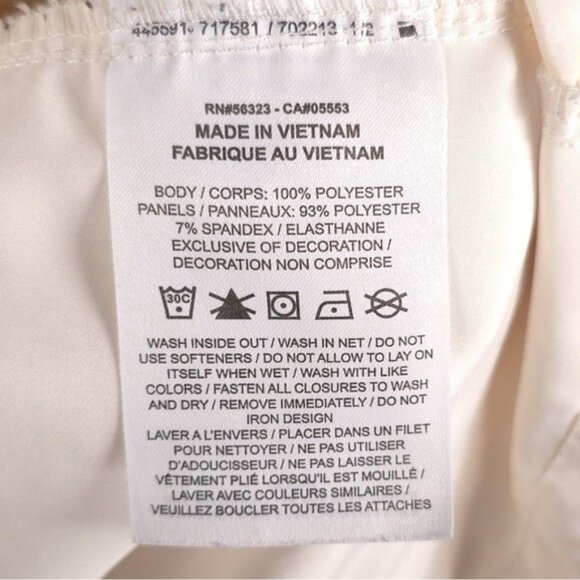 717581 / 702213 -1/2
RN#56323 - CA#05553
MADE IN VIETNAM
FABRIQUE AU VIETNAM
BODY / CORPS: 100% POLYESTER
PANELS / PANNEAUX: 93% POLYESTER
7% SPANDEX / ELASTHANNE
EXCLUSIVE OF DECORATION /
DECORATION NON COMPRISE
30C
WASH INSIDE OUT / WASH IN NET / DO NOT
USE SOFTENERS / DO NOT ALLOW TO LAY ON
ITSELF WHEN WET / WASH WITH LIKE
COLORS / FASTEN ALL CLOSURES TO WASH
AND DRY / REMOVE IMMEDIATELY / DO NOT
IRON DESIGN
LAVER A L'ENVERS / PLACER DANS UN FILET
POUR NETTOYER / NE PAS UTILISER
D'ADOUCISSEUR / NE PAS LAISSER LE
VÊTEMENT PLIÉ LORSQU'IL EST MOUILLÉ /
LAVER AVEC COULEURS SIMILAIRES /
VEUILLEZ BOUCLER TOUTES LES ATTACHES